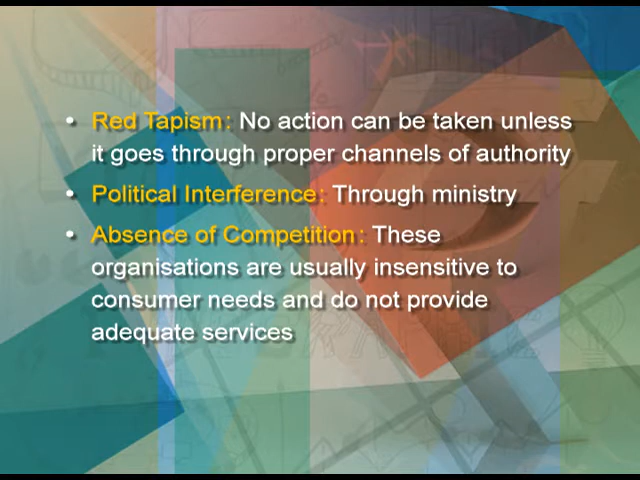 • Red Tapism: No action can be taken unless
it goes through proper channels of authority
• Political Interference: Through ministry
• Absence of Competition: These
organisations are usually insensitive to
consumer needs and do not provide
adequate services